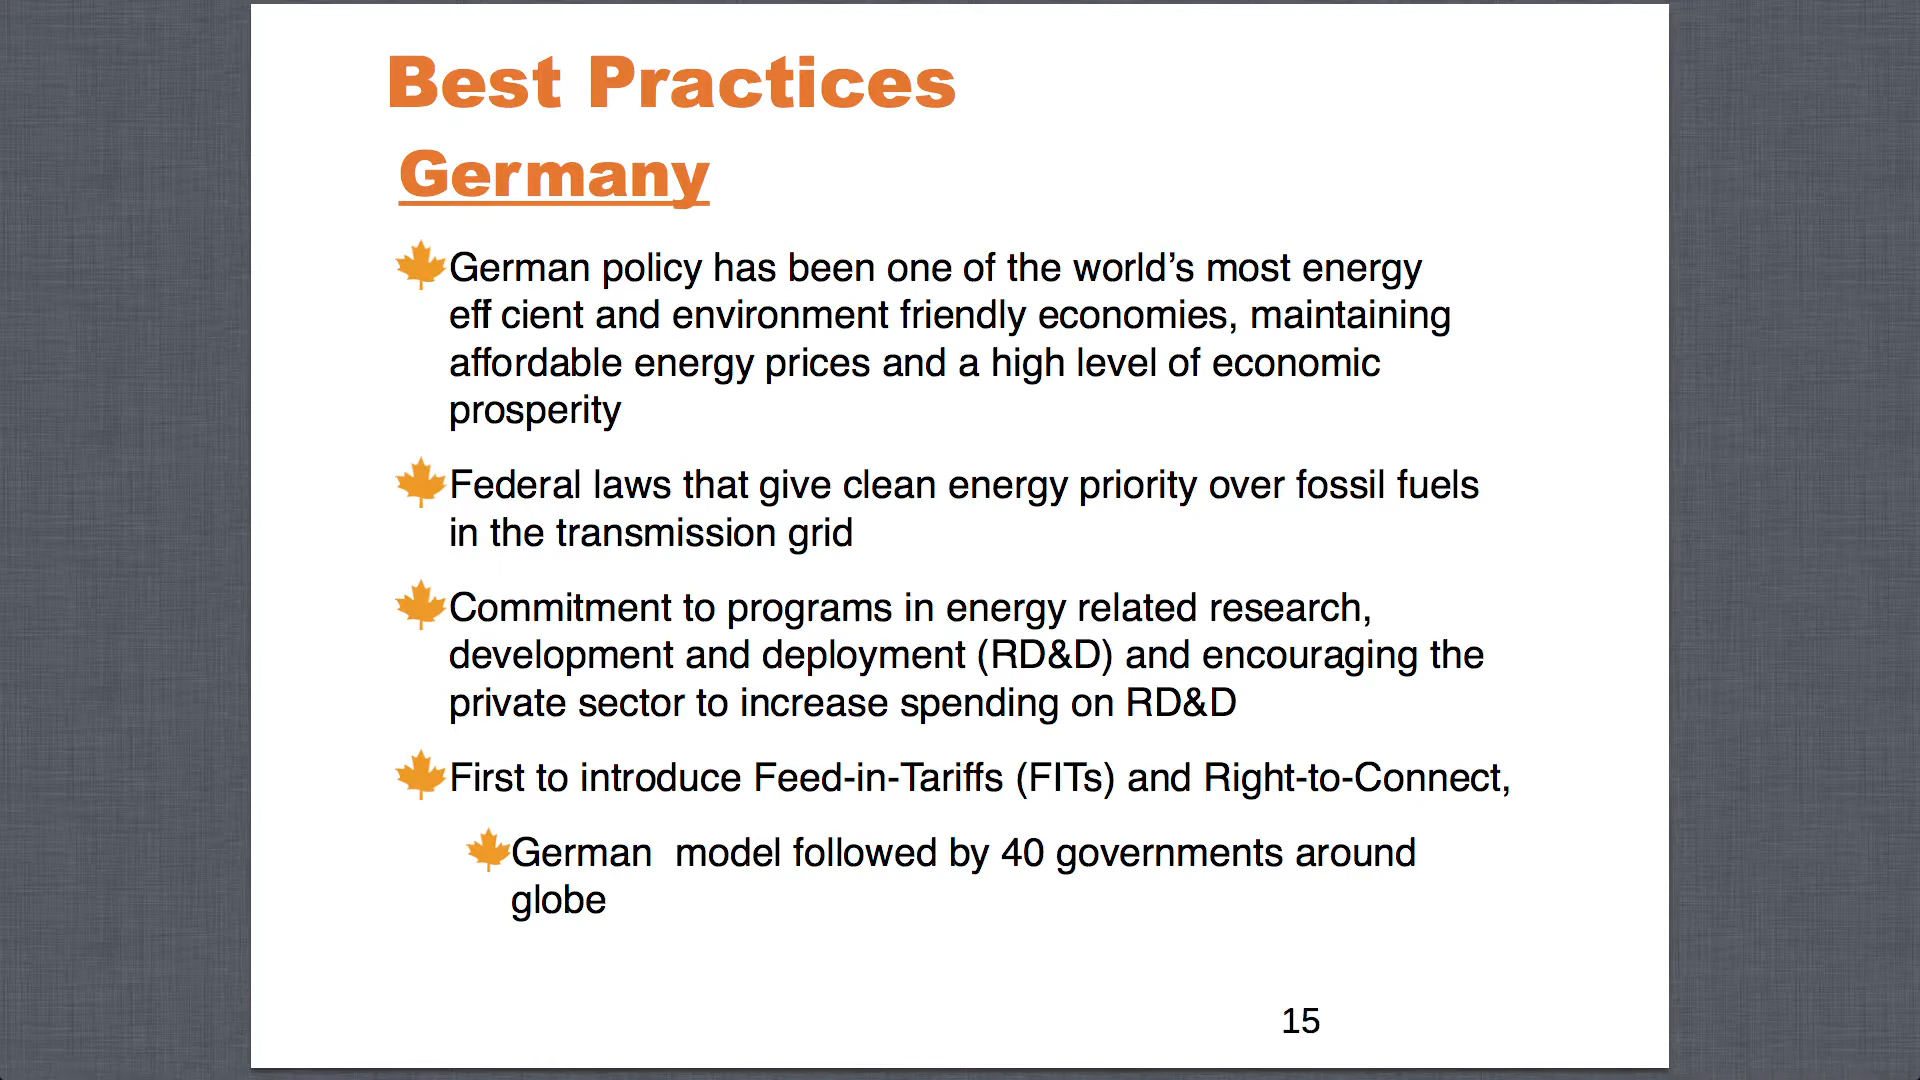 Best Practices
Germany
German policy has been one of the world’s most energy
eff cient and environment friendly economies, maintaining
affordable energy prices and a high level of economic
prosperity
Federal laws that give clean energy priority over fossil fuels
in the transmission grid
Commitment to programs in energy related research,
development and deployment (RD&D) and encouraging the
private sector to increase spending on RD&D
First to introduce Feed-in-Tariffs (FITs) and Right-to-Connect,
German  model followed by 40 governments around
globe
15